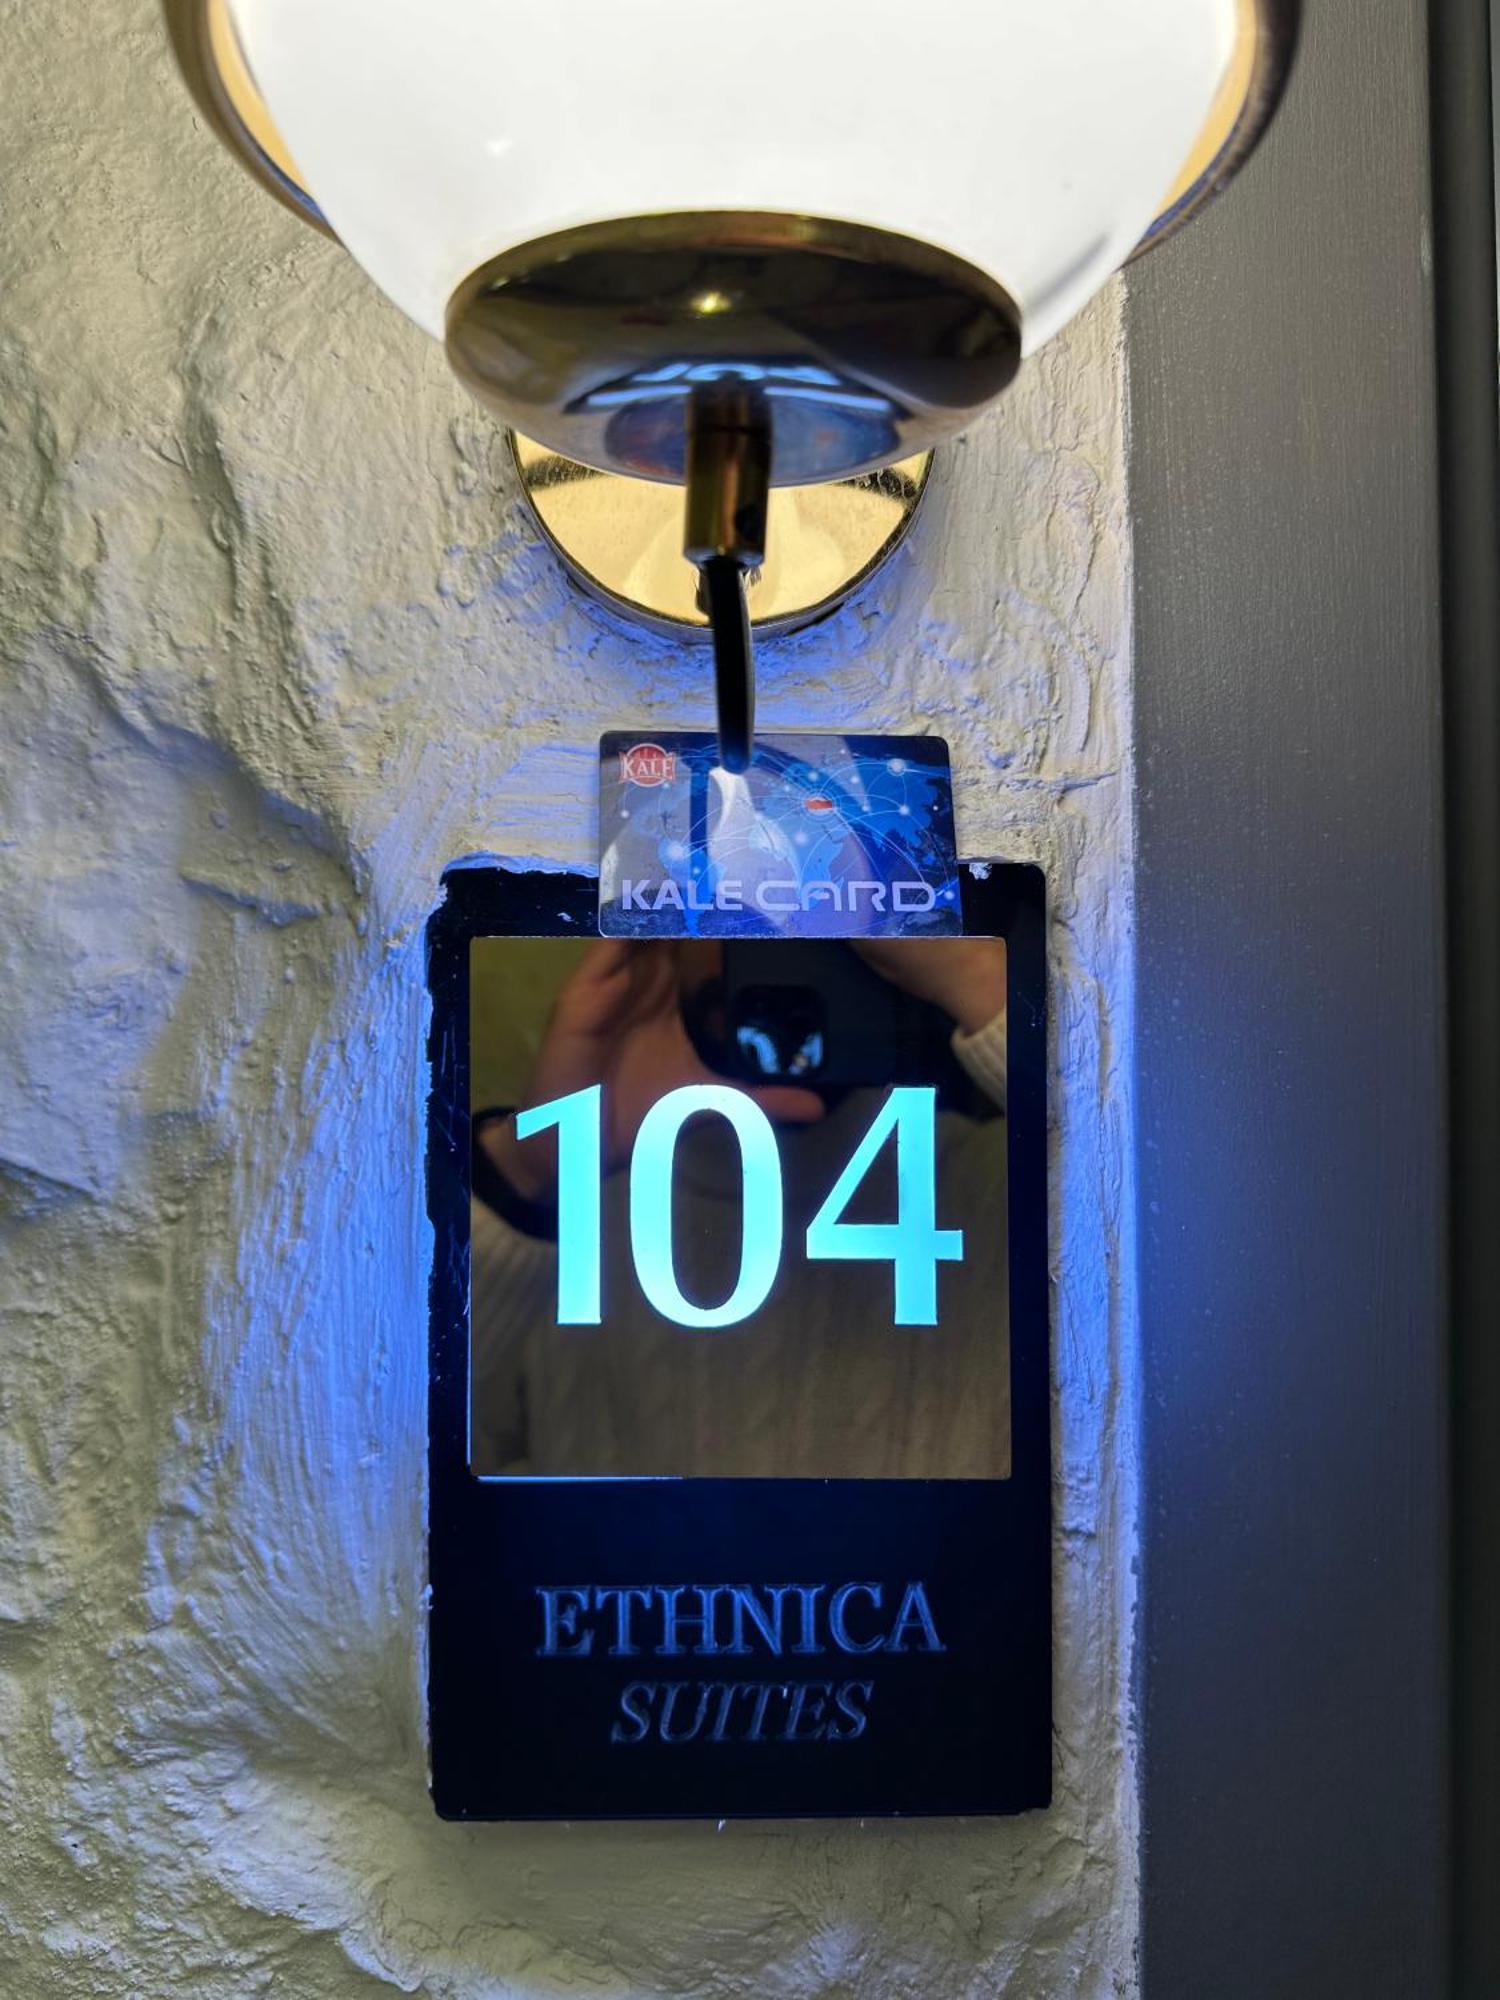 KALE
KALE CARD
104
ETHNICA
SUITES